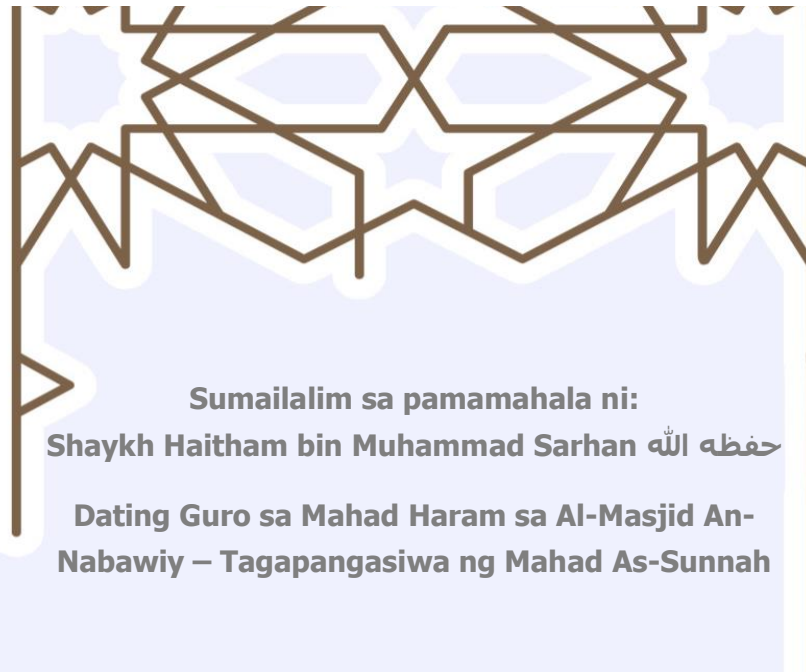 Sumailalim sa pamamahala ni:
Shaykh Haitham bin Muhammad Sarhan حفظه الله
Dating Guro sa Mahad Haram sa Al-Masjid An-
Nabawiy – Tagapangasiwa ng Mahad As-Sunnah